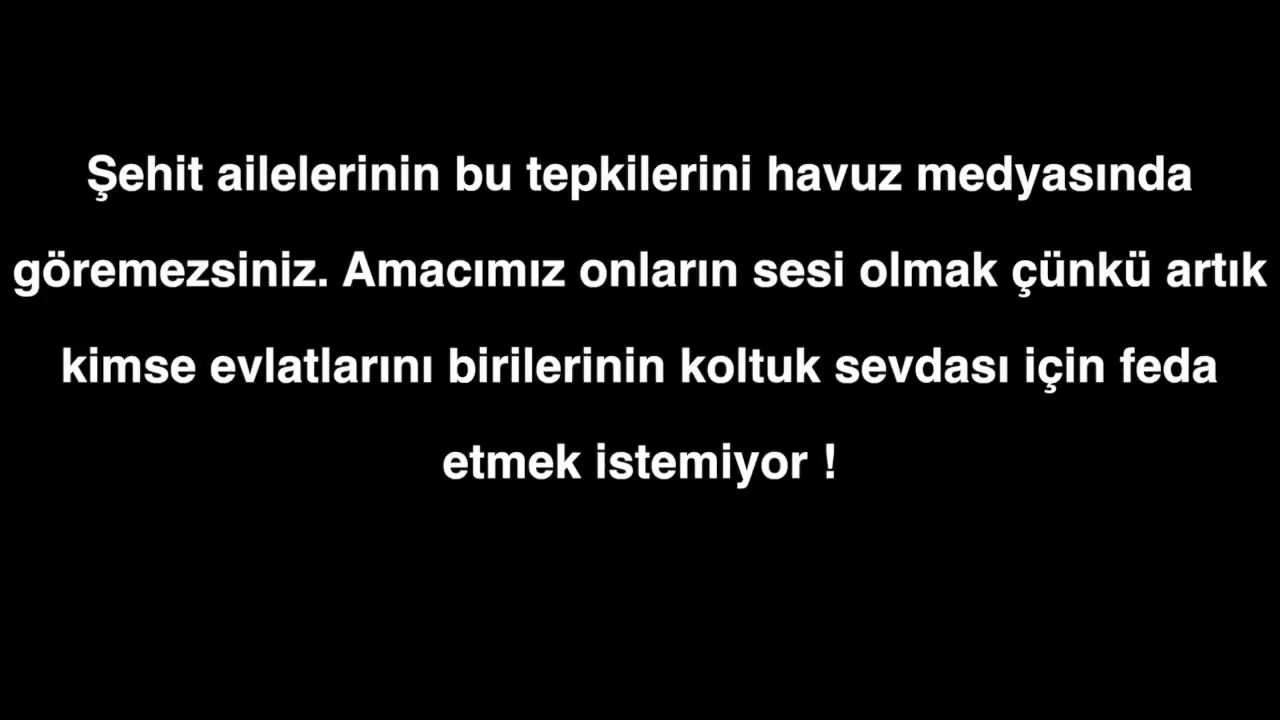 Şehit ailelerinin bu tepkilerini havuz medyasında
göremezsiniz. Amacımız onların sesi olmak çünkü artık
kimse evlatlarını birilerinin koltuk sevdası için feda
etmek istemiyor !